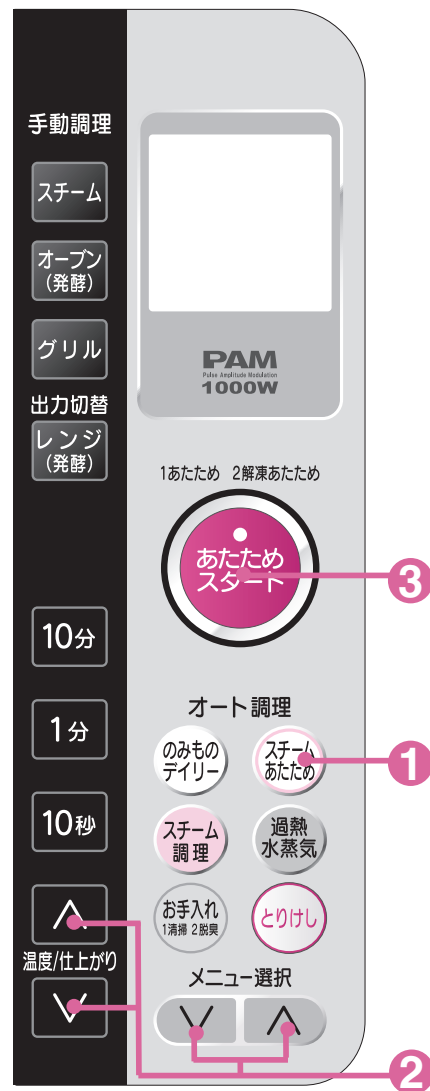 手動調理
スチーム
オーブン
(発酵)
グリル
出力切替
レンジ
(発酵)
10分
1分
10秒
∧
温度/仕上がり
∨
PAM
Pulse Amplitude Modulation
1000W
1あたため 2解凍あたため
あたため
スタート
3
オート調理
のみもの
デイリー
スチーム
あたため
1
スチーム
調理
過熱
水蒸気
お手入れ
1清掃 2脱臭
とりけし
メニュー選択
∨ ∧
2